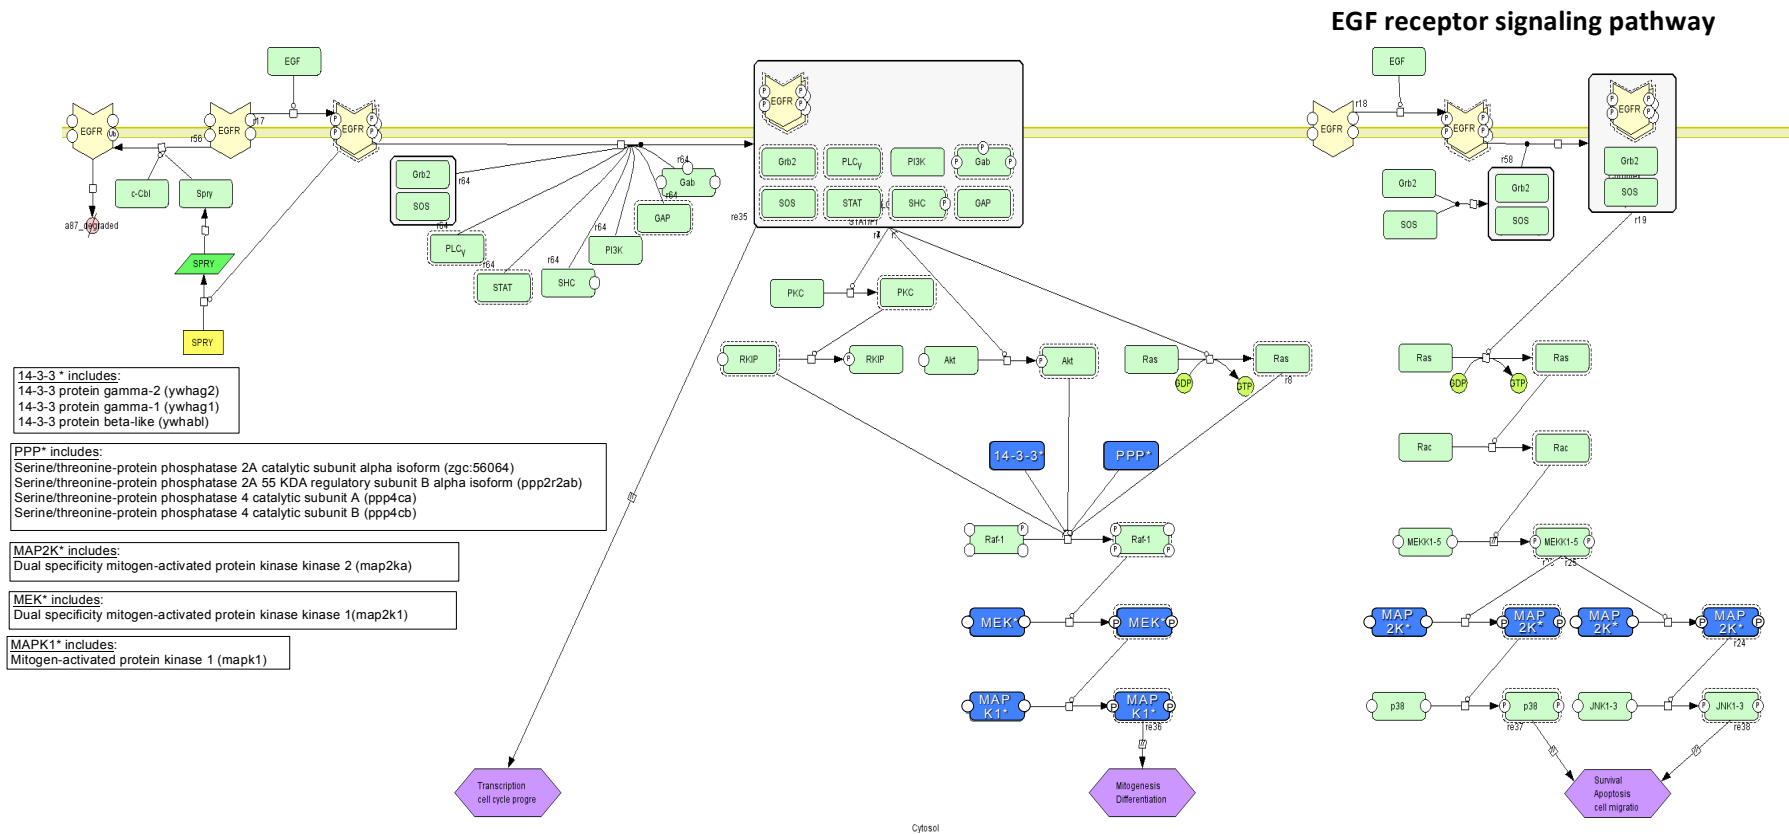 EGF receptor signaling pathway
EGF
EGFR
Ub
r56
EGFR
r17
P
P
EGFR
P
P
c-Cbl
Spry
a87_degraded
SPRY
SPRY
Grb2
SOS
r64
r64
PLCγ
r64
STAT
r64
SHC
r64
PI3K
r64
GAP
r64
Gab
re35
P
P
EGFR
P
P
Grb2
PLCγ
PI3K
P
P
Gab
P
SOS
STAT
SHC
P
GAP
PKC
PKC
RKIP
P
RKIP
Akt
P
Akt
Ras
GDP
GTP
Ras
r8
14-3-3*
PPP*
Raf-1
P
P
Raf-1
P
MEK*
P
MEK*
P
MAP
K1*
P
MAP
K1*
P
re36
Transcription
cell cycle progre
Mitogenesis
Differentiation
Cytosol
EGF
EGFR
r18
P
P
EGFR
P
P
r58
Grb2
SOS
Grb2
SOS
P
P
EGFR
P
P
Grb2
SOS
r19
Ras
GDP
GTP
Ras
Rac
Rac
MEKK1-5
P
MEKK1-5
P
r25
MAP
2K*
P
MAP
2K*
P
MAP
2K*
P
MAP
2K*
P
r24
p38
P
p38
P
re37
JNK1-3
P
JNK1-3
P
re38
Survival
Apoptosis
cell migratio
14-3-3 * includes:
14-3-3 protein gamma-2 (ywhag2)
14-3-3 protein gamma-1 (ywhag1)
14-3-3 protein beta-like (ywhabl)
PPP* includes:
Serine/threonine-protein phosphatase 2A catalytic subunit alpha isoform (zgc:56064)
Serine/threonine-protein phosphatase 2A 55 KDA regulatory subunit B alpha isoform (ppp2r2ab)
Serine/threonine-protein phosphatase 4 catalytic subunit A (ppp4ca)
Serine/threonine-protein phosphatase 4 catalytic subunit B (ppp4cb)
MAP2K* includes:
Dual specificity mitogen-activated protein kinase kinase 2 (map2ka)
MEK* includes:
Dual specificity mitogen-activated protein kinase kinase 1(map2k1)
MAPK1* includes:
Mitogen-activated protein kinase 1 (mapk1)